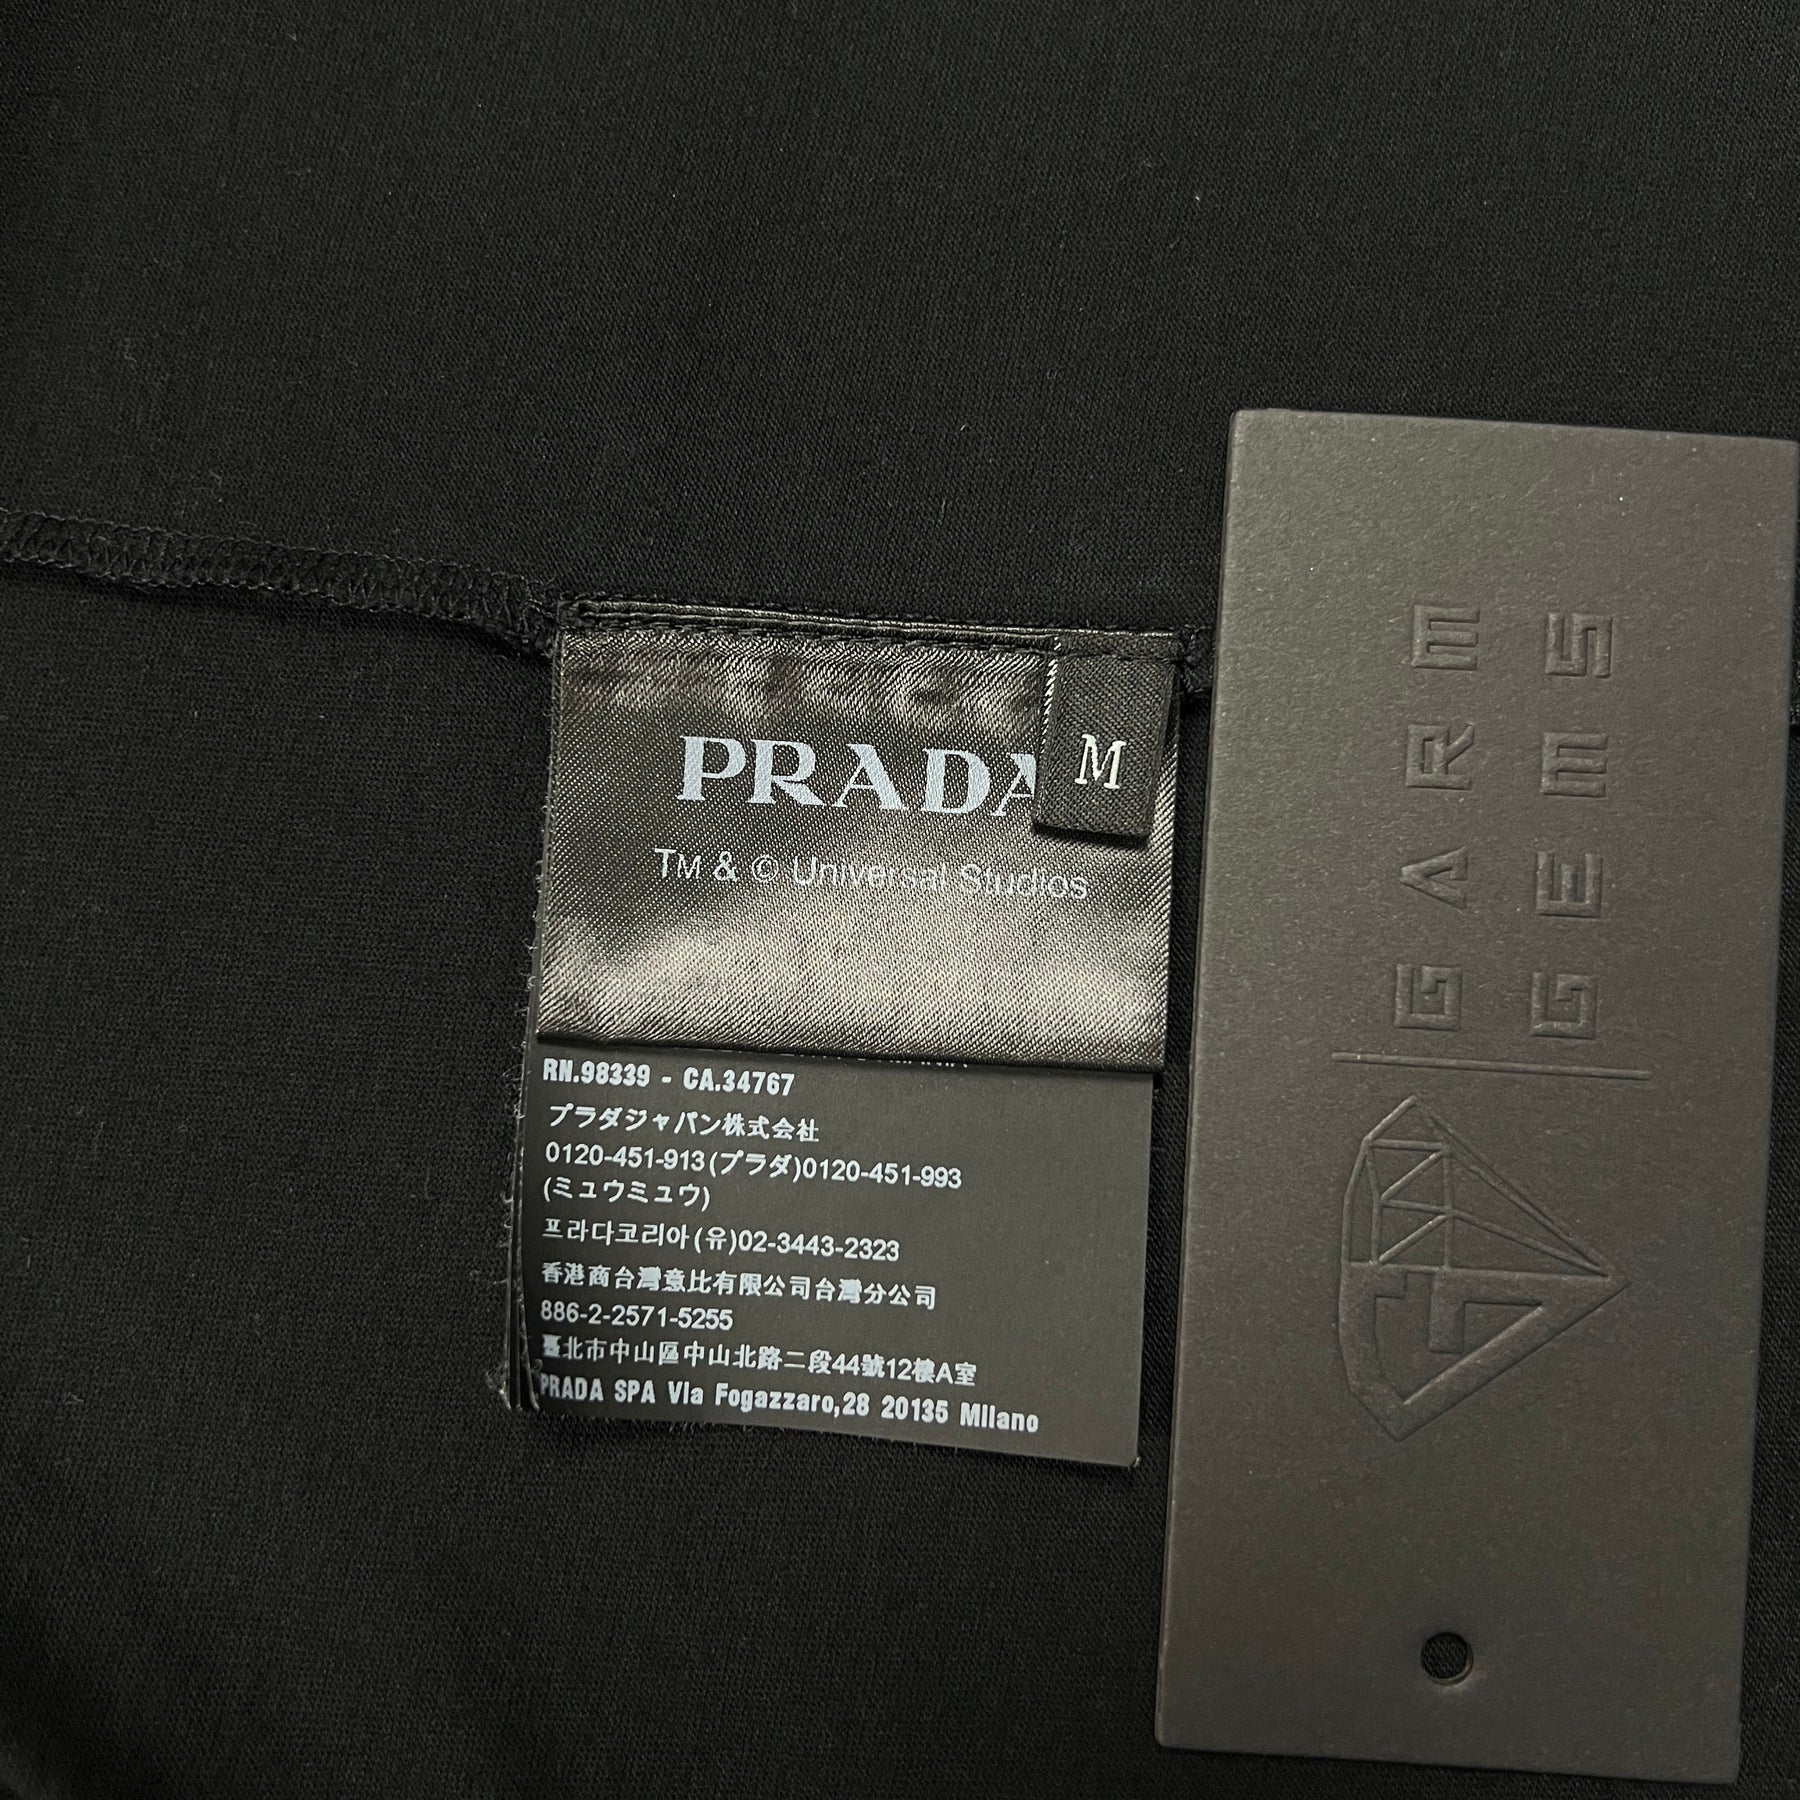 PRADA
M
TM & © Universal Studios
RN.98339 - CA.34767
プラダジャパン株式会社
0120-451-913(プラダ)0120-451-993
(ミュウミュウ)
프라다코리아(유)02-3443-2323
香港商台灣意比有限公司台灣分公司
886-2-2571-5255
臺北市中山區中山北路二段44號12樓A室
PRADA SPA Via Fogazzaro,28 20135 Milano
GARM
GEMS